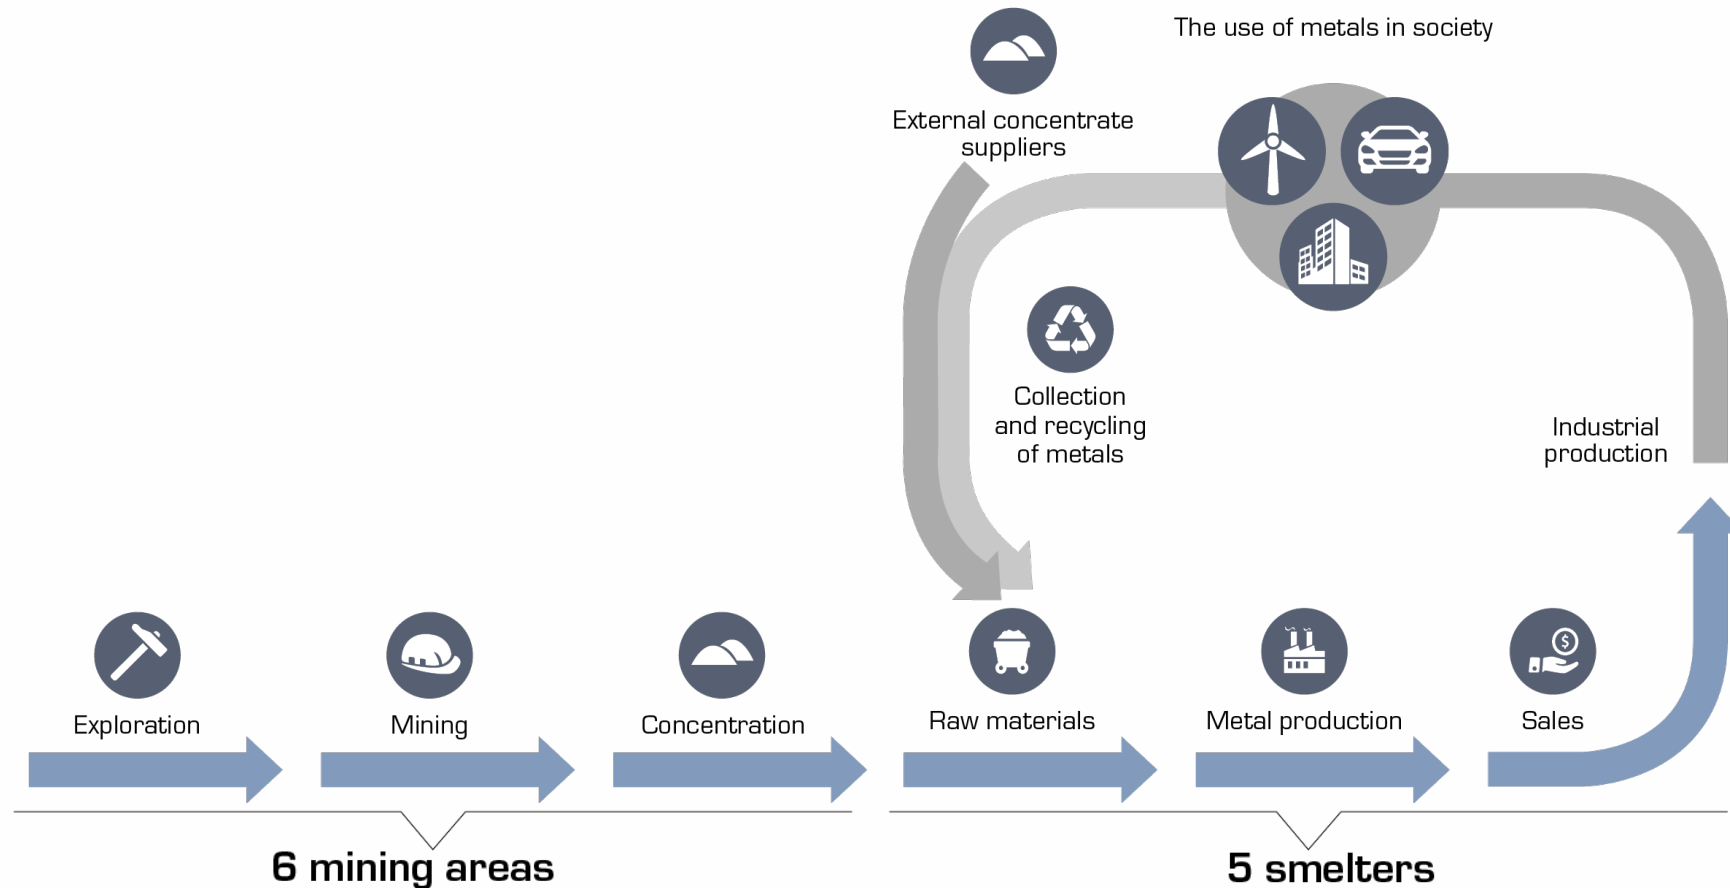 The use of metals in society
External concentrate
suppliers
Collection
and recycling
of metals
Industrial
production
Exploration
Mining
Concentration
Raw materials
Metal production
$
Sales
6 mining areas
5 smelters